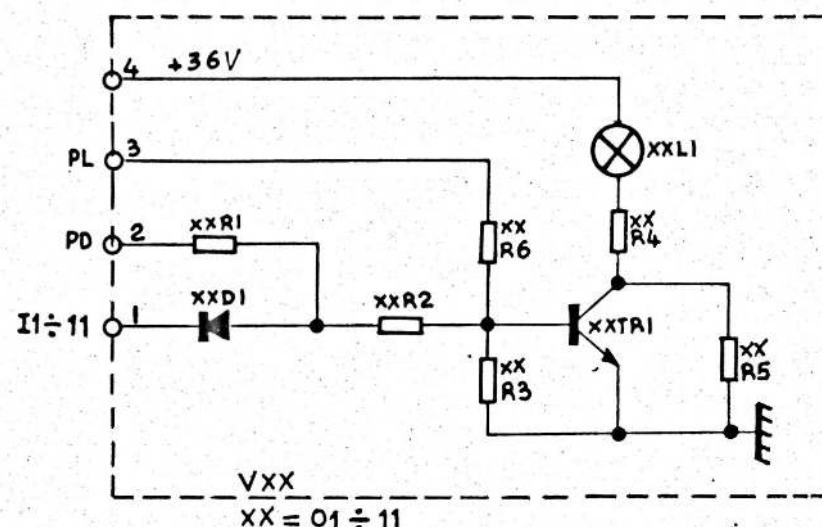 4 +36V
PL 3
xxL1
PD 2
xxR1
xx
R6
xx
R4
I1÷11 1
xxD1
xxR2
xxTR1
xx
R3
xx
R5
VXX
XX = 01 ÷ 11